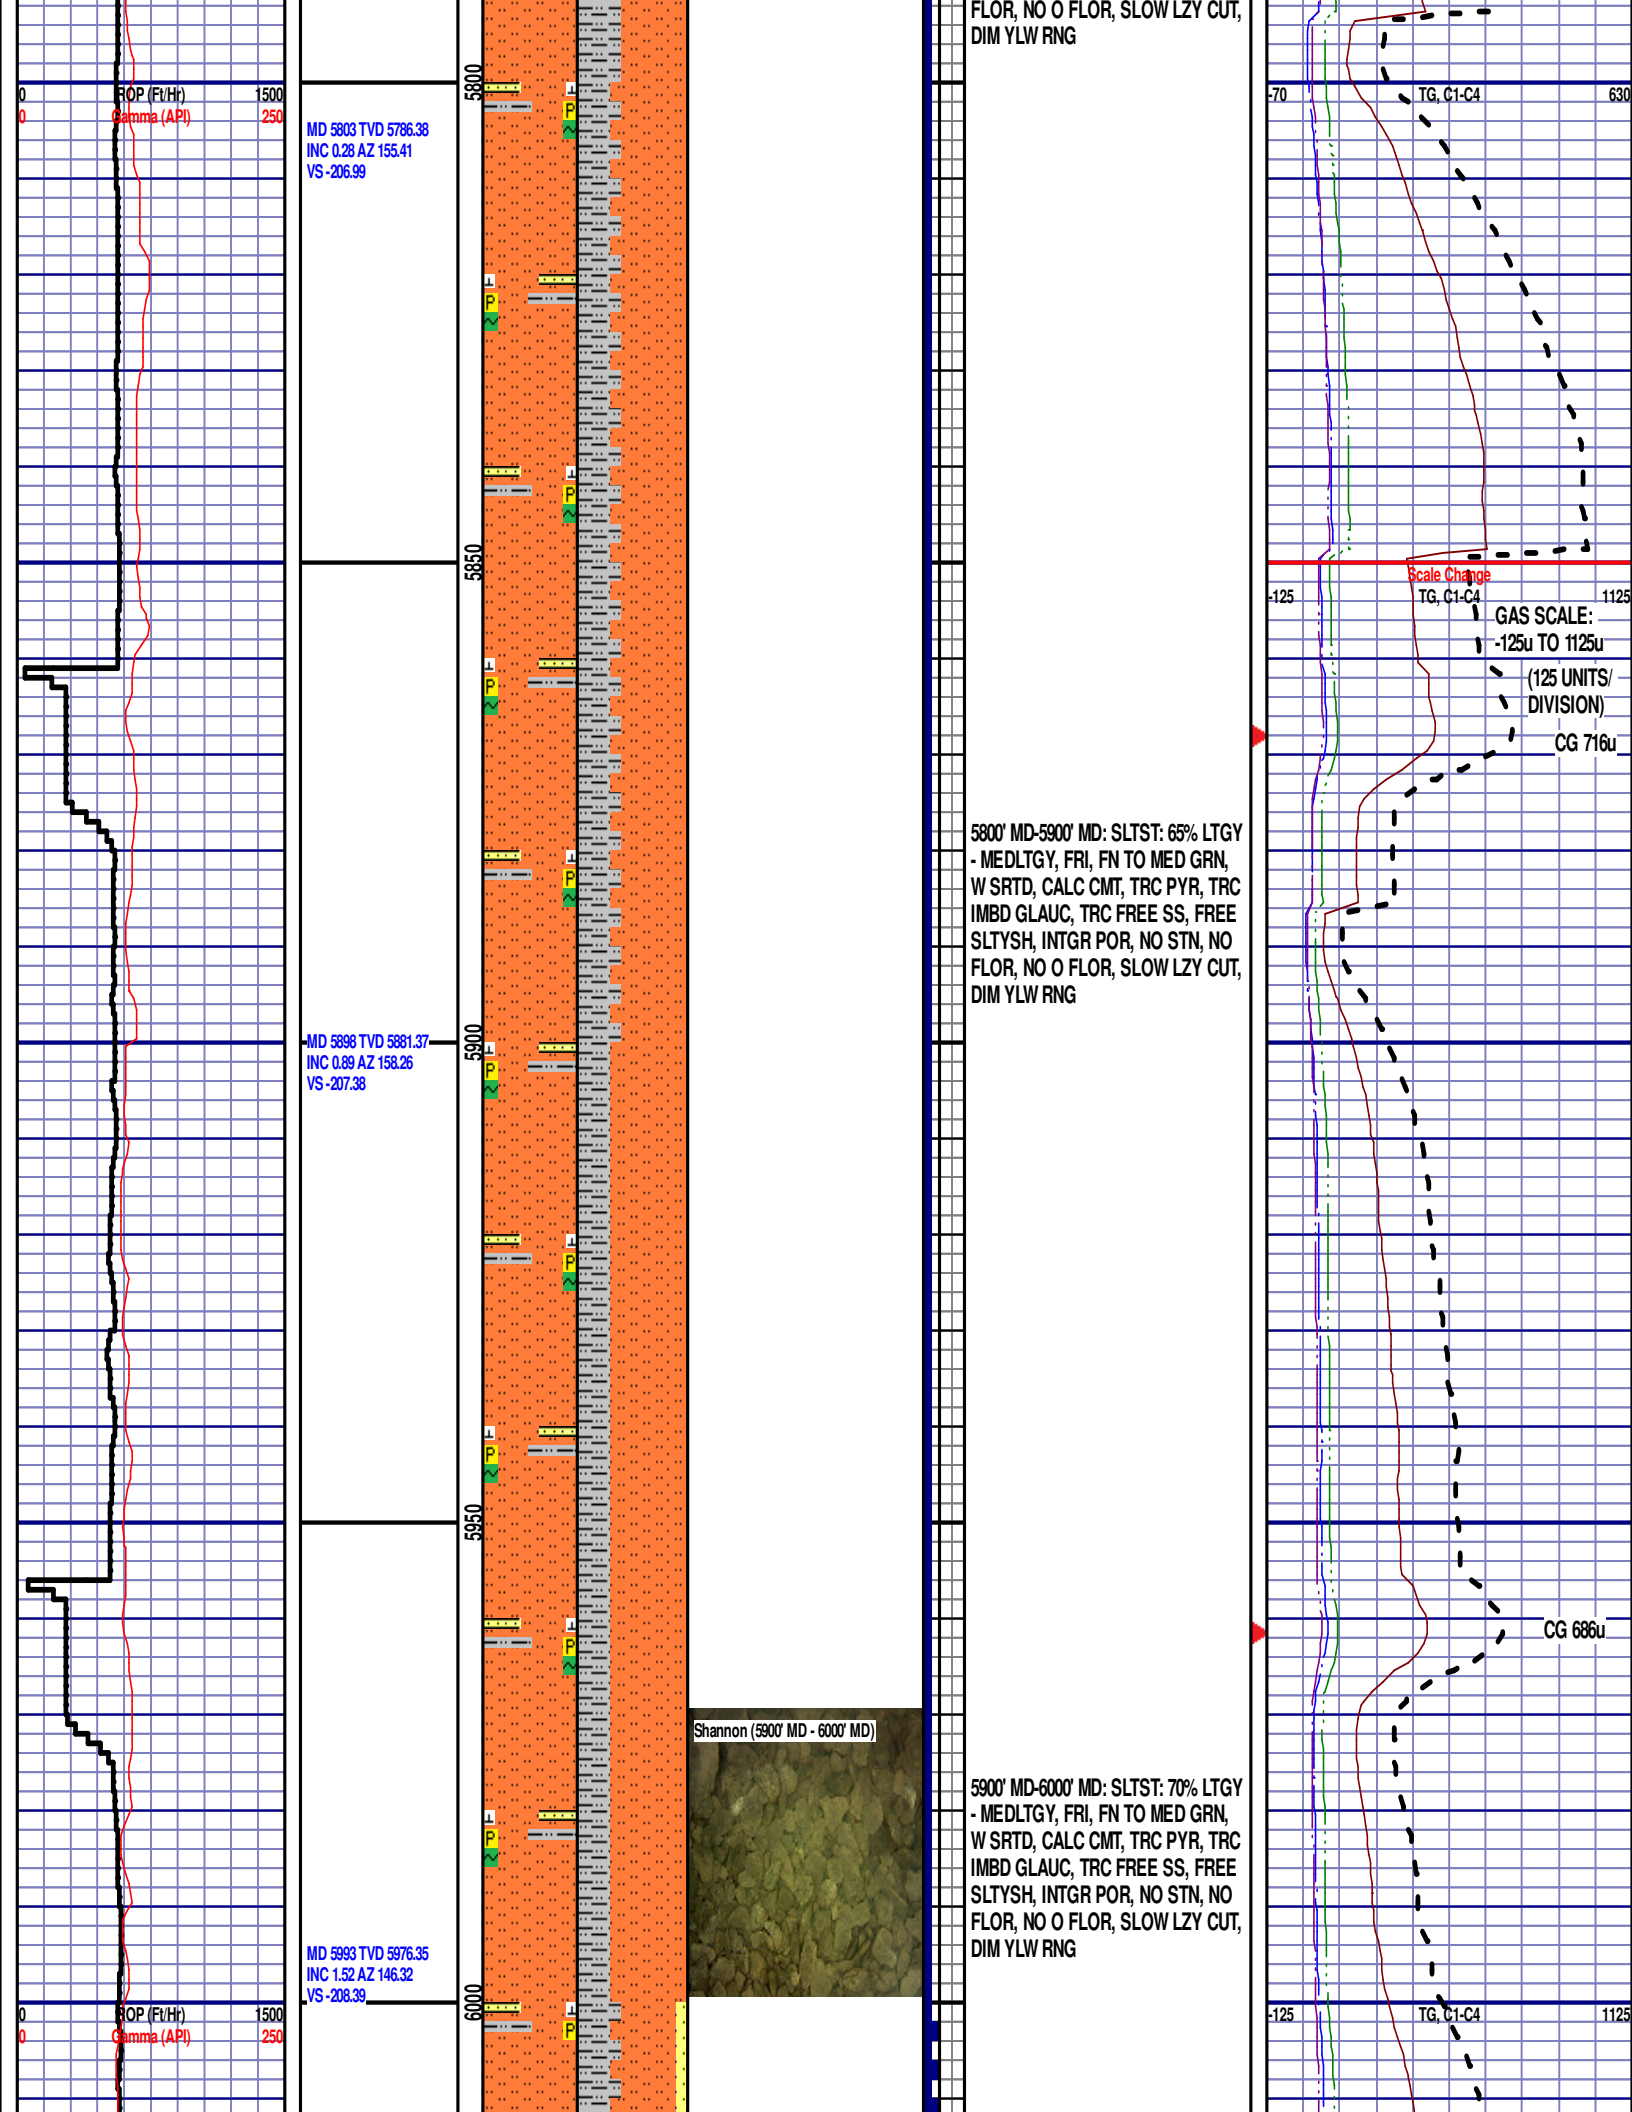 FLOR, NO O FLOR, SLOW LZY CUT,
DIM YLW RNG
5800
0 ROP (Ft/Hr) 1500
0 Gamma (API) 250
-70 TG, C1-C4 630
MD 5803 TVD 5786.38
INC 0.28 AZ 155.41
VS -206.99
P
P
P
5850
Scale Change
-125 TG, C1-C4 1125
GAS SCALE:
-125u TO 1125u
(125 UNITS/
DIVISION)
CG 716u
P
5800' MD-5900' MD: SLTST: 65% LTGY
- MEDLTGY, FRI, FN TO MED GRN,
W SRTD, CALC CMT, TRC PYR, TRC
IMBD GLAUC, TRC FREE SS, FREE
SLTYSH, INTGR POR, NO STN, NO
FLOR, NO O FLOR, SLOW LZY CUT,
DIM YLW RNG
P
5900
MD 5898 TVD 5881.37
INC 0.89 AZ 158.26
VS -207.38
P
P
P
5950
CG 686u
P
Shannon (5900' MD - 6000' MD)
5900' MD-6000' MD: SLTST: 70% LTGY
- MEDLTGY, FRI, FN TO MED GRN,
W SRTD, CALC CMT, TRC PYR, TRC
IMBD GLAUC, TRC FREE SS, FREE
SLTYSH, INTGR POR, NO STN, NO
FLOR, NO O FLOR, SLOW LZY CUT,
DIM YLW RNG
P
MD 5993 TVD 5976.35
INC 1.52 AZ 146.32
VS -208.39
6000
0 ROP (Ft/Hr) 1500
0 Gamma (API) 250
P
-125 TG, C1-C4 1125